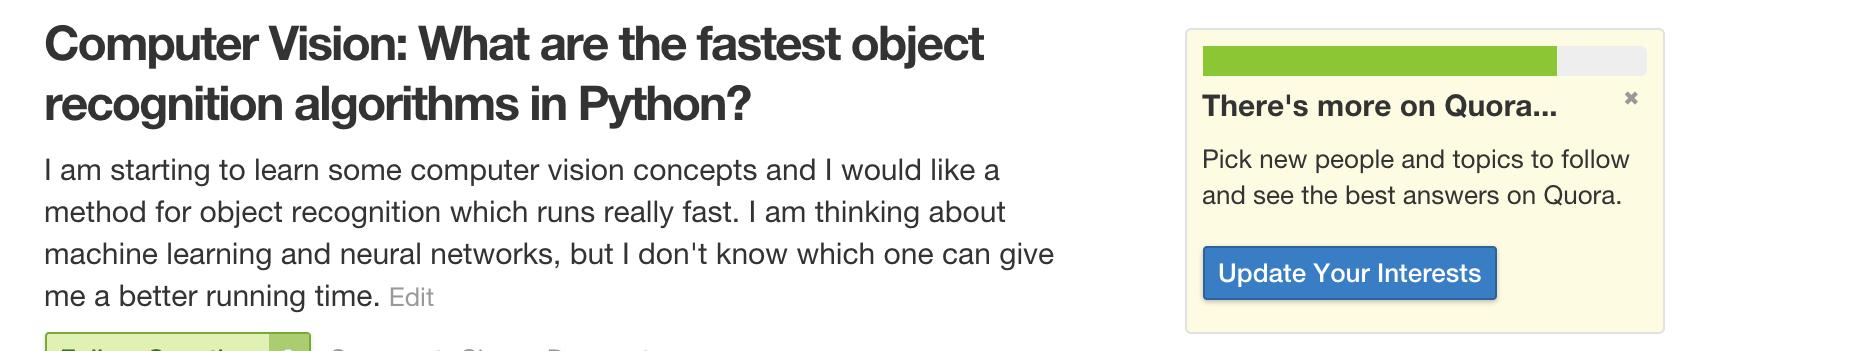 Computer Vision: What are the fastest object
recognition algorithms in Python?
I am starting to learn some computer vision concepts and I would like a
method for object recognition which runs really fast. I am thinking about
machine learning and neural networks, but I don't know which one can give
me a better running time. Edit
There's more on Quora...
Pick new people and topics to follow
and see the best answers on Quora.
Update Your Interests